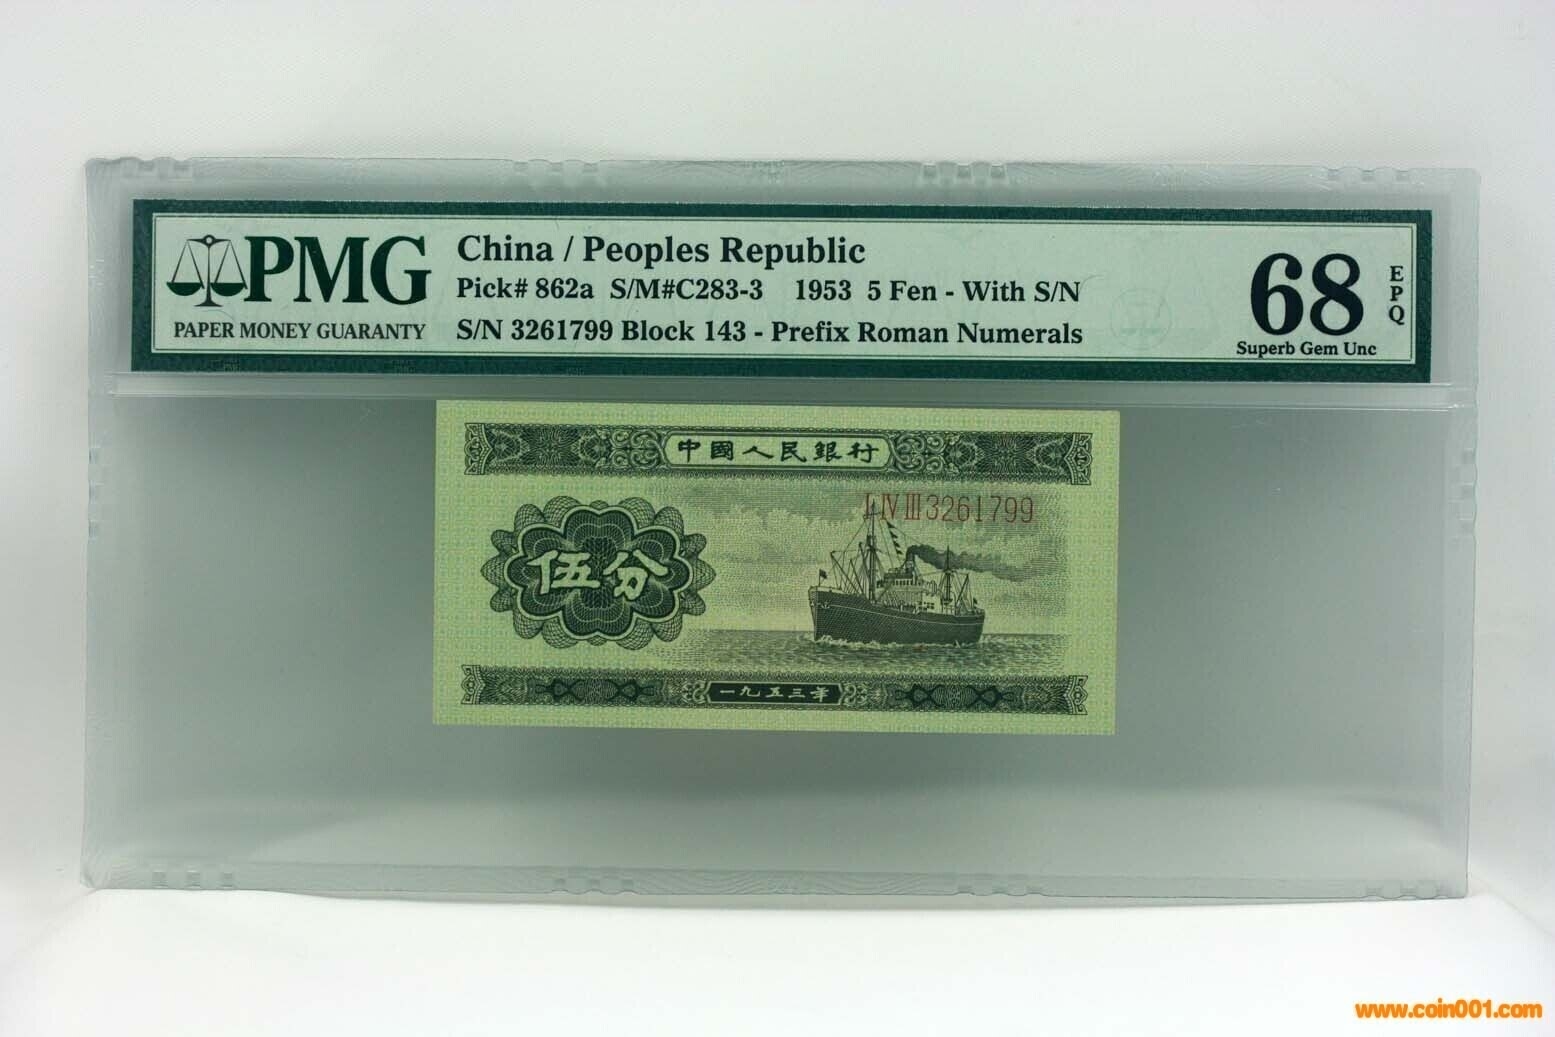 PMG
PAPER MONEY GUARANTY
China / Peoples Republic
Pick# 862a S/M#C283-3 1953 5 Fen - With S/N
S/N 3261799 Block 143 - Prefix Roman Numerals
68
EPQ
Superb Gem Unc
中國人民銀行
I IV III 3261799
伍分
一九五三年
www.coin001.com